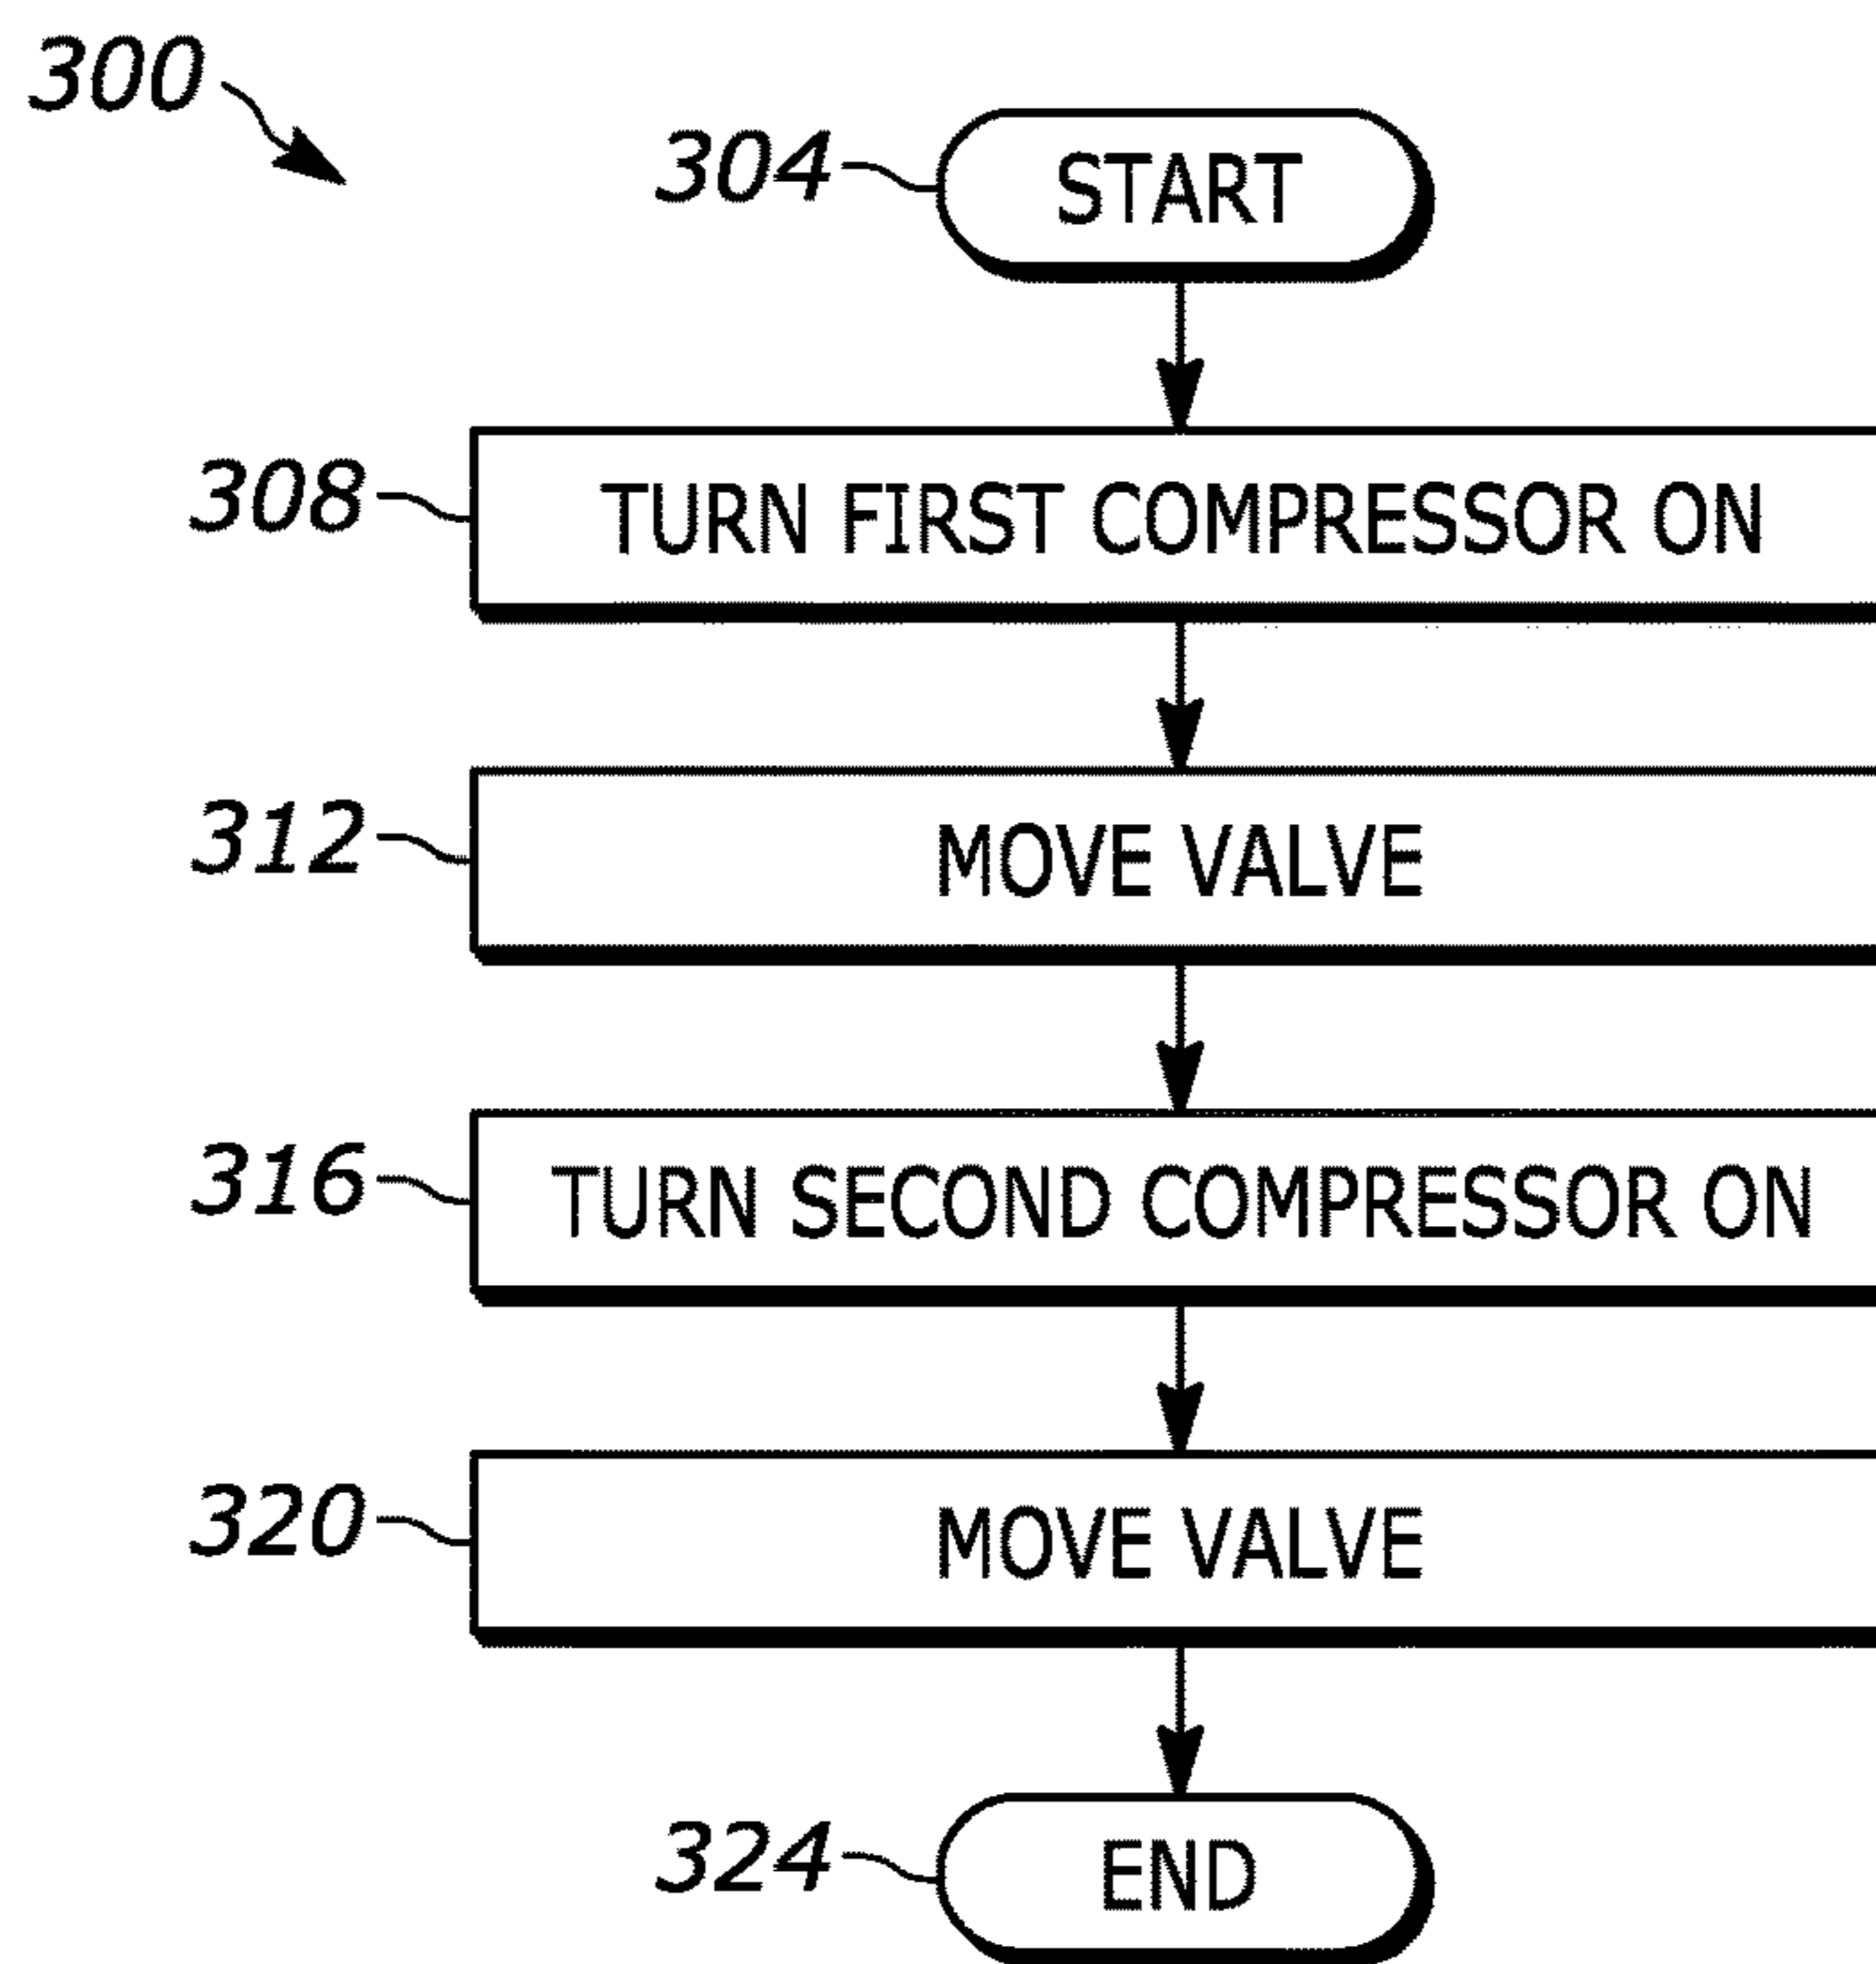 300
304 START
308 TURN FIRST COMPRESSOR ON
312 MOVE VALVE
316 TURN SECOND COMPRESSOR ON
320 MOVE VALVE
324 END